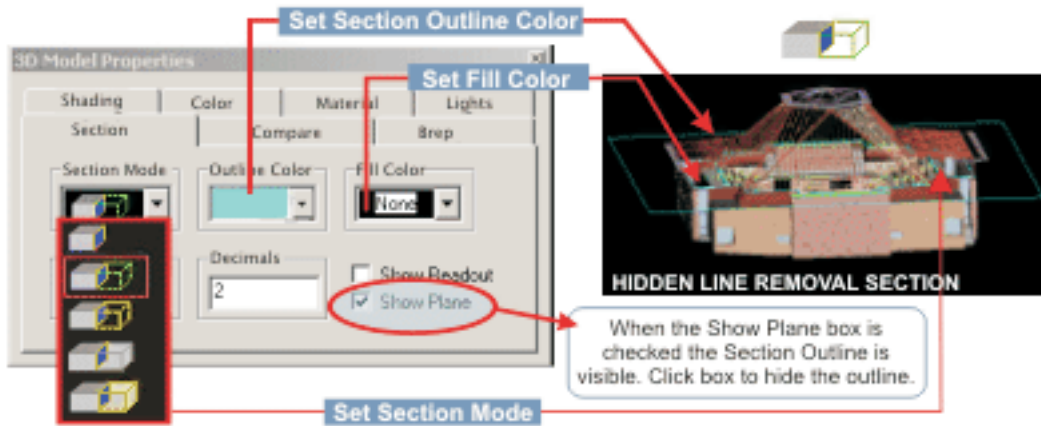 Set Section Outline Color
3D Model Properties
Set Fill Color
Shading
Color
Material
Lights
Section
Compare
Brep
Section Mode
Outline Color
Fill Color
None
Decimals
2
Show Readout
Show Plane
HIDDEN LINE REMOVAL SECTION
When the Show Plane box is
checked the Section Outline is
visible. Click box to hide the outline.
Set Section Mode